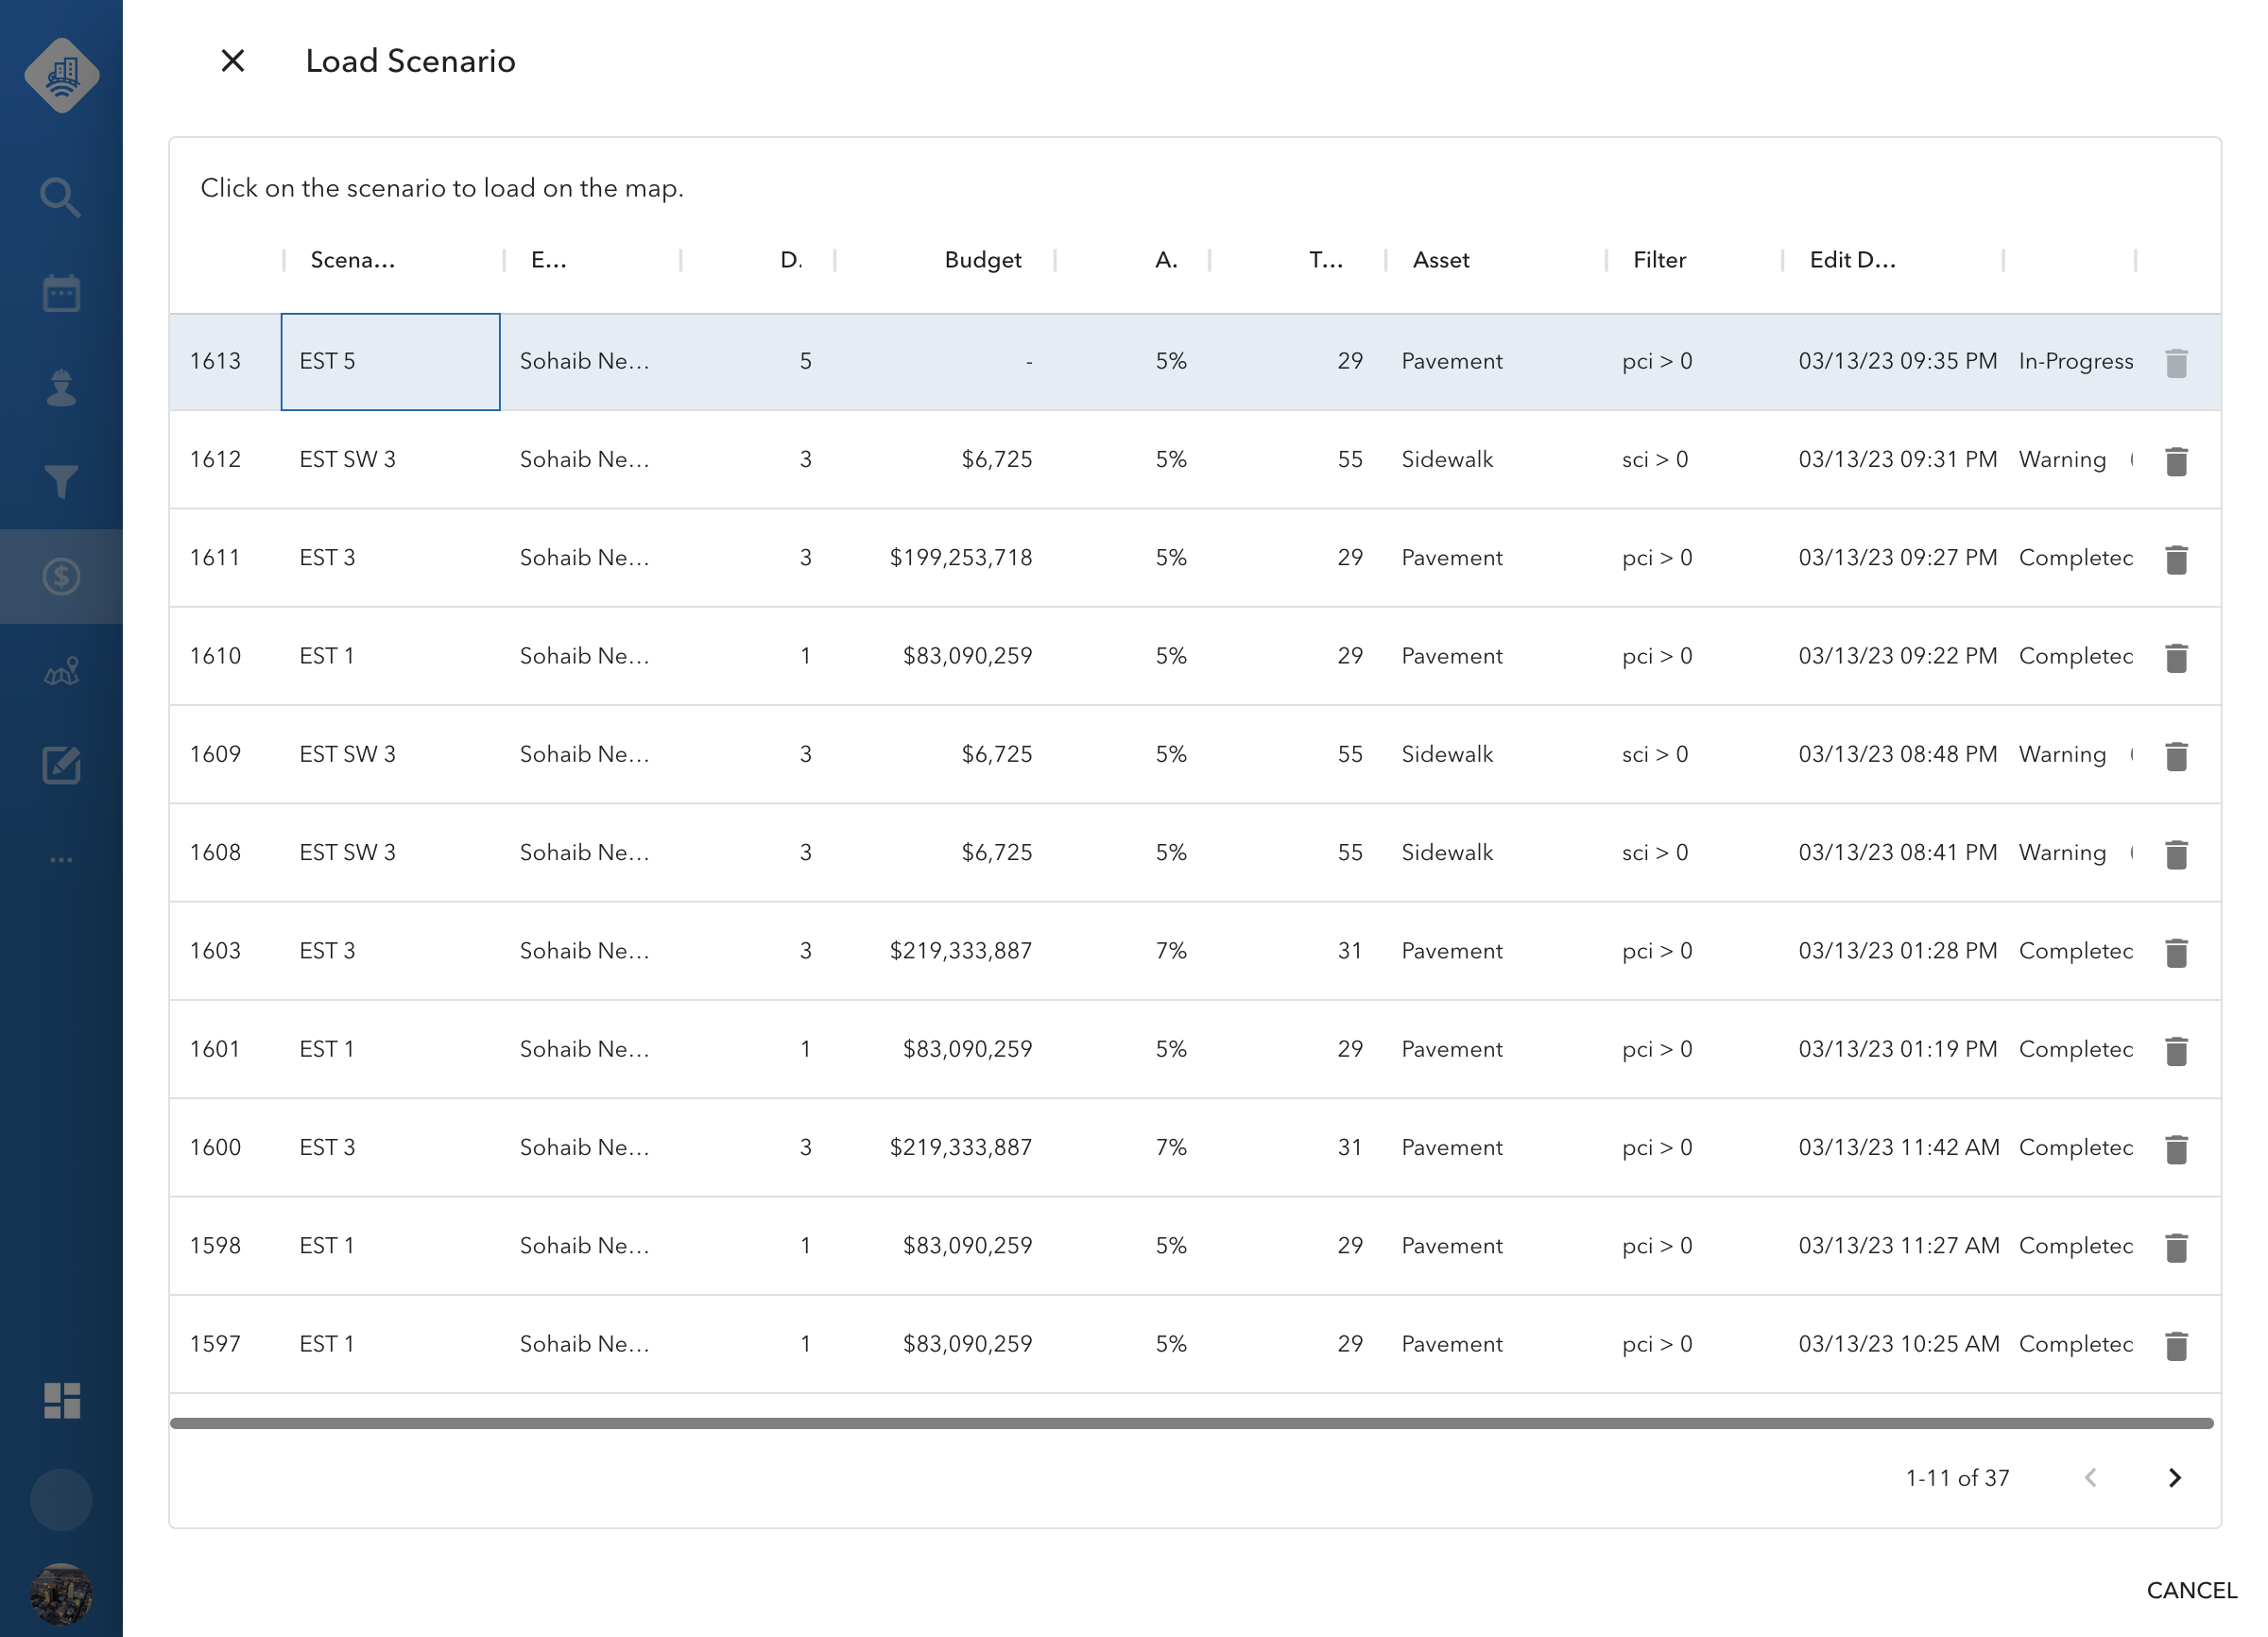 Load Scenario
Click on the scenario to load on the map.
Scena... E... D. Budget A. T... Asset Filter Edit D...
1613 EST 5 Sohaib Ne... 5 - 5% 29 Pavement pci > 0 03/13/23 09:35 PM In-Progress
1612 EST SW 3 Sohaib Ne... 3 $6,725 5% 55 Sidewalk sci > 0 03/13/23 09:31 PM Warning
1611 EST 3 Sohaib Ne... 3 $199,253,718 5% 29 Pavement pci > 0 03/13/23 09:27 PM Completed
1610 EST 1 Sohaib Ne... 1 $83,090,259 5% 29 Pavement pci > 0 03/13/23 09:22 PM Completed
1609 EST SW 3 Sohaib Ne... 3 $6,725 5% 55 Sidewalk sci > 0 03/13/23 08:48 PM Warning
1608 EST SW 3 Sohaib Ne... 3 $6,725 5% 55 Sidewalk sci > 0 03/13/23 08:41 PM Warning
1603 EST 3 Sohaib Ne... 3 $219,333,887 7% 31 Pavement pci > 0 03/13/23 01:28 PM Completed
1601 EST 1 Sohaib Ne... 1 $83,090,259 5% 29 Pavement pci > 0 03/13/23 01:19 PM Completed
1600 EST 3 Sohaib Ne... 3 $219,333,887 7% 31 Pavement pci > 0 03/13/23 11:42 AM Completed
1598 EST 1 Sohaib Ne... 1 $83,090,259 5% 29 Pavement pci > 0 03/13/23 11:27 AM Completed
1597 EST 1 Sohaib Ne... 1 $83,090,259 5% 29 Pavement pci > 0 03/13/23 10:25 AM Completed
1-11 of 37
CANCEL